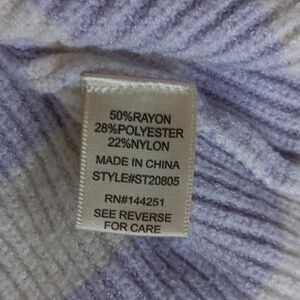 50%RAYON
28%POLYESTER
22%NYLON
MADE IN CHINA
STYLE#ST20805
RN#144251
SEE REVERSE
FOR CARE